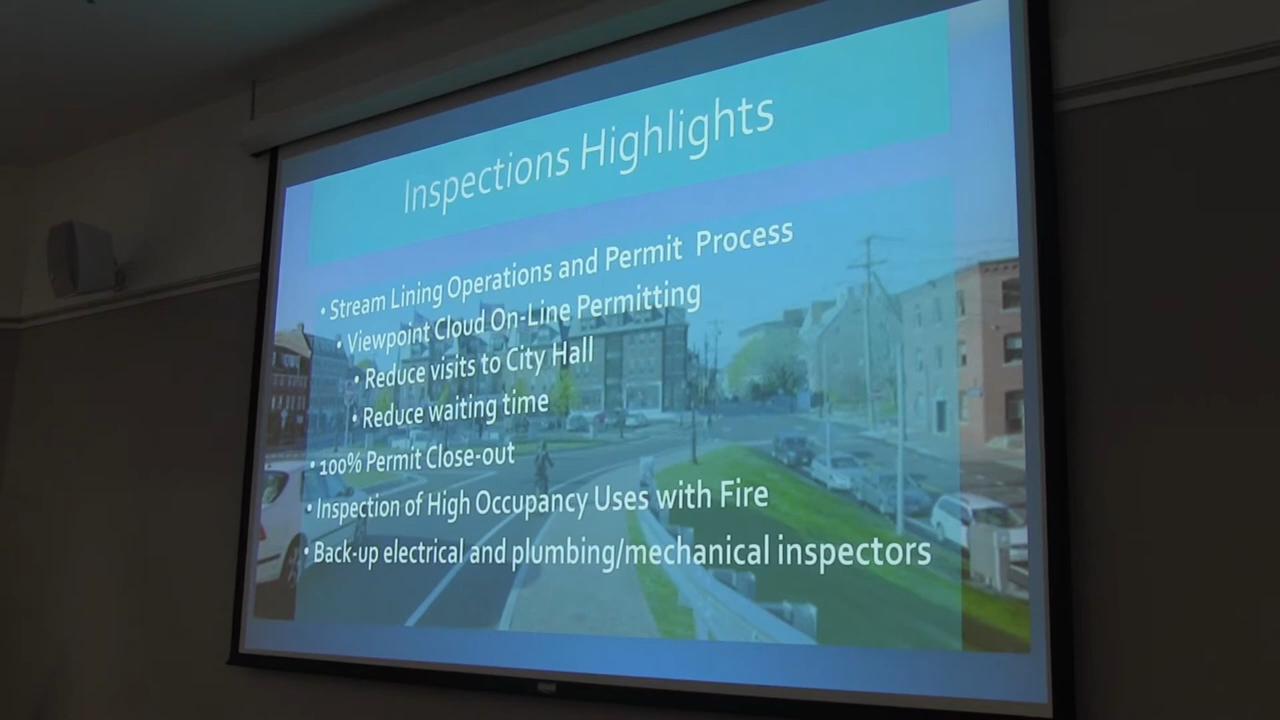 Inspections Highlights
• Stream Lining Operations and Permit Process
• Viewpoint Cloud On-Line Permitting
• Reduce visits to City Hall
• Reduce waiting time
• 100% Permit Close-out
• Inspection of High Occupancy Uses with Fire
• Back-up electrical and plumbing/mechanical inspectors